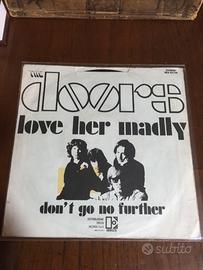 THE
doors
love her madly
don't go no further
subito